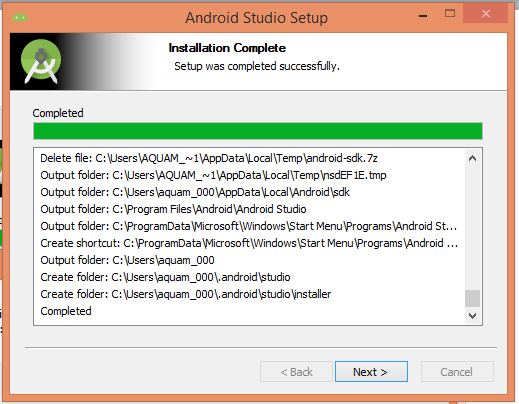 Android Studio Setup
Installation Complete
Setup was completed successfully.
Completed
Delete file: C:\Users\AQUAM_~1\AppData\Local\Temp\android-sdk.7z
Output folder: C:\Users\AQUAM_~1\AppData\Local\Temp\nsdEF1E.tmp
Output folder: C:\Users\aquam_000\AppData\Local\Android\sdk
Output folder: C:\Program Files\Android\Android Studio
Output folder: C:\ProgramData\Microsoft\Windows\Start Menu\Programs\Android St...
Create shortcut: C:\ProgramData\Microsoft\Windows\Start Menu\Programs\Android ...
Output folder: C:\Users\aquam_000
Create folder: C:\Users\aquam_000\.android\studio
Create folder: C:\Users\aquam_000\.android\studio\installer
Completed
< Back Next > Cancel